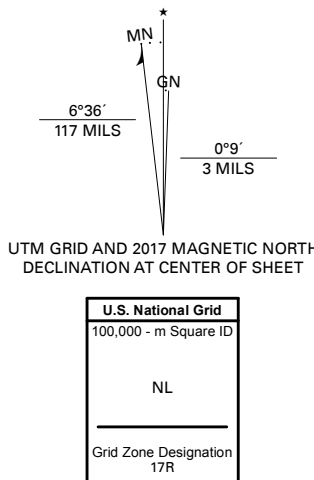 ★
MN
GN
6°36´
117 MILS
0°9´
3 MILS
UTM GRID AND 2017 MAGNETIC NORTH
DECLINATION AT CENTER OF SHEET
U.S. National Grid
100,000 - m Square ID
NL
Grid Zone Designation
17R